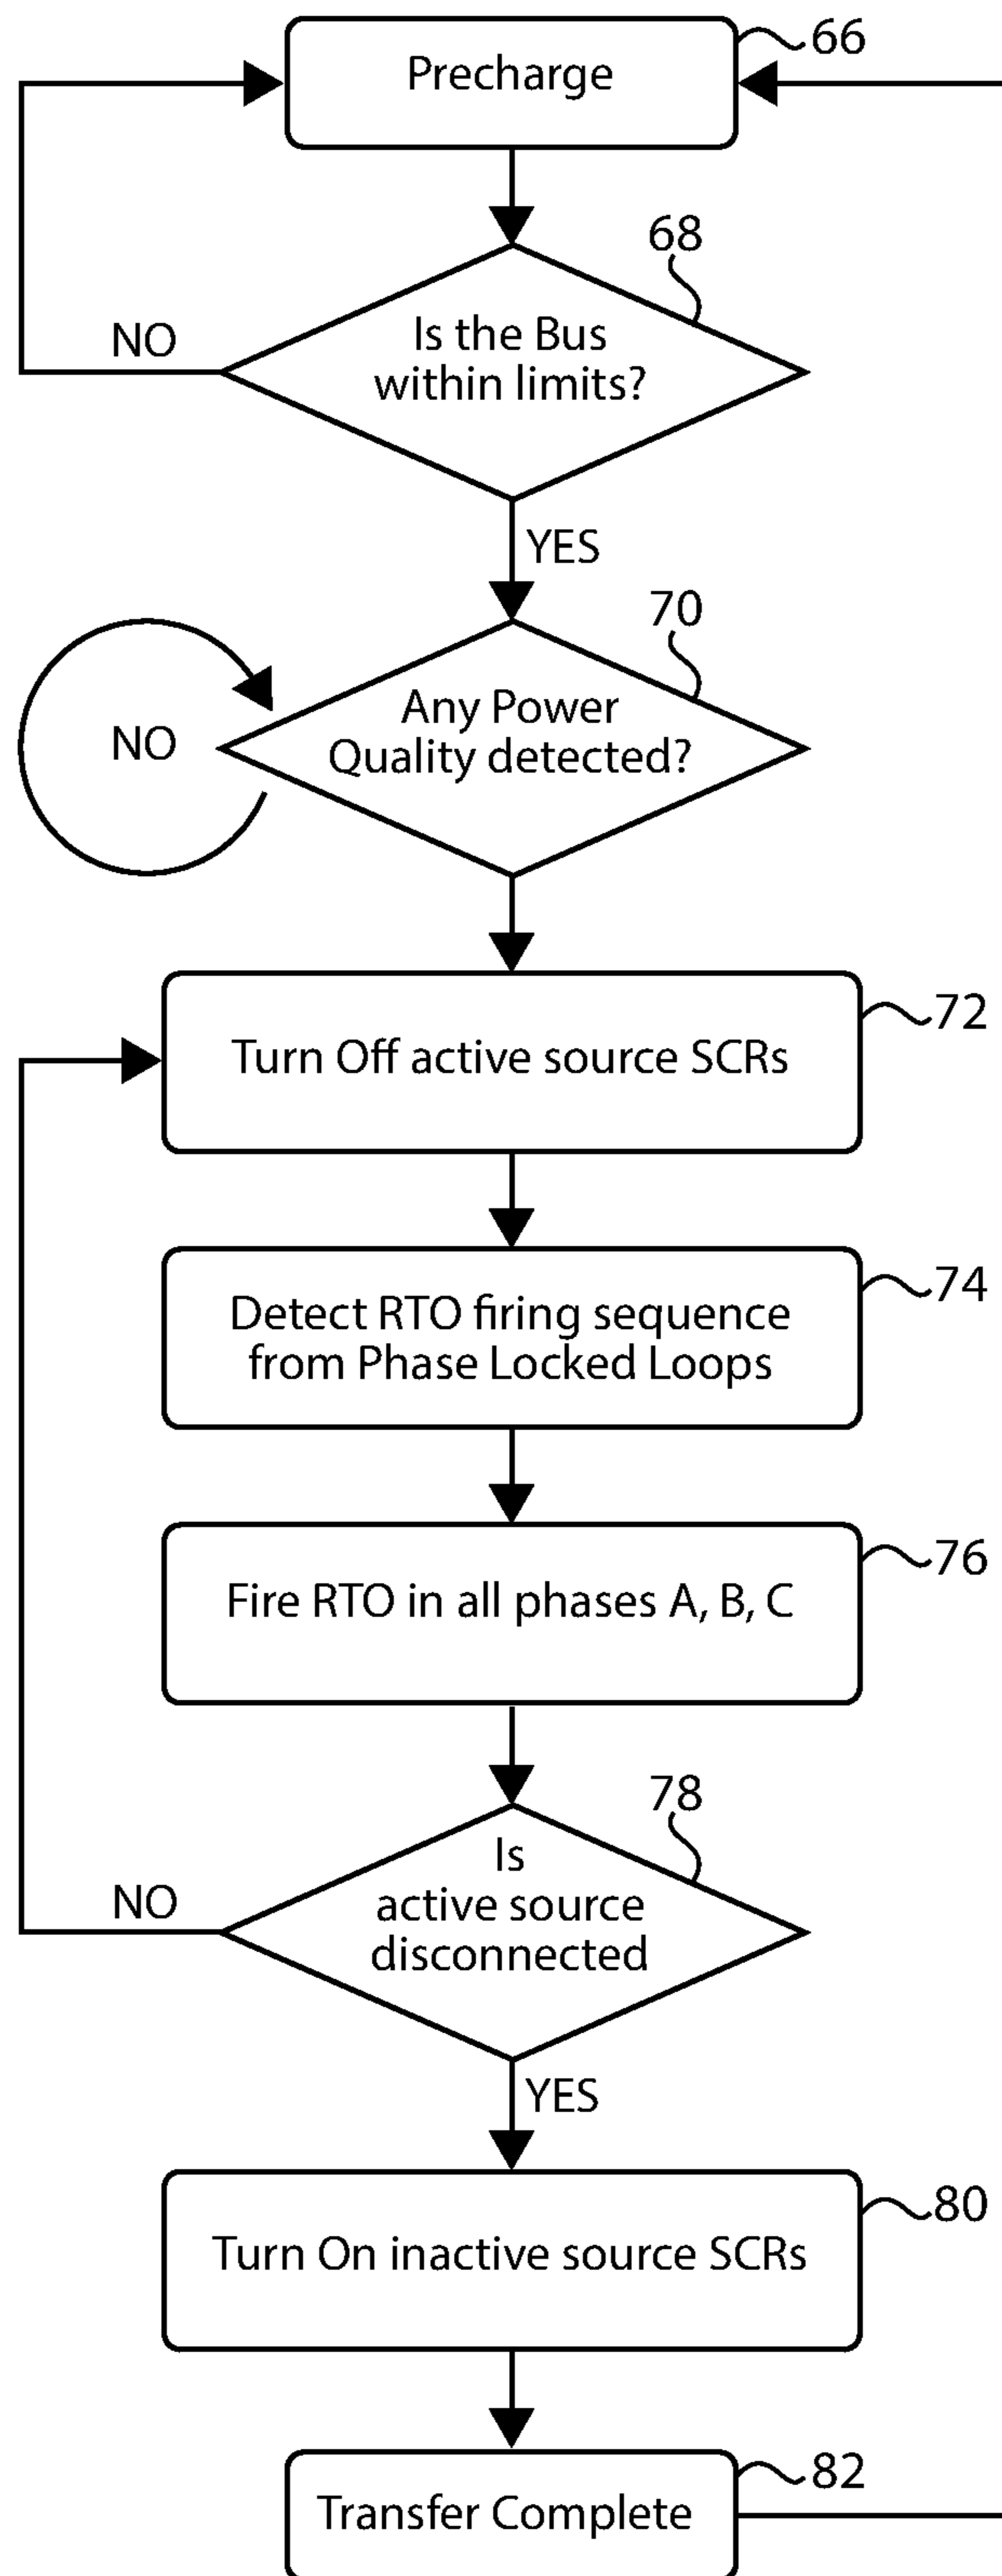 Precharge
66
68
Is the Bus
within limits?
NO
YES
70
Any Power
Quality detected?
NO
Turn Off active source SCRs
72
Detect RTO firing sequence
from Phase Locked Loops
74
Fire RTO in all phases A, B, C
76
78
Is
active source
disconnected
NO
YES
Turn On inactive source SCRs
80
Transfer Complete
82